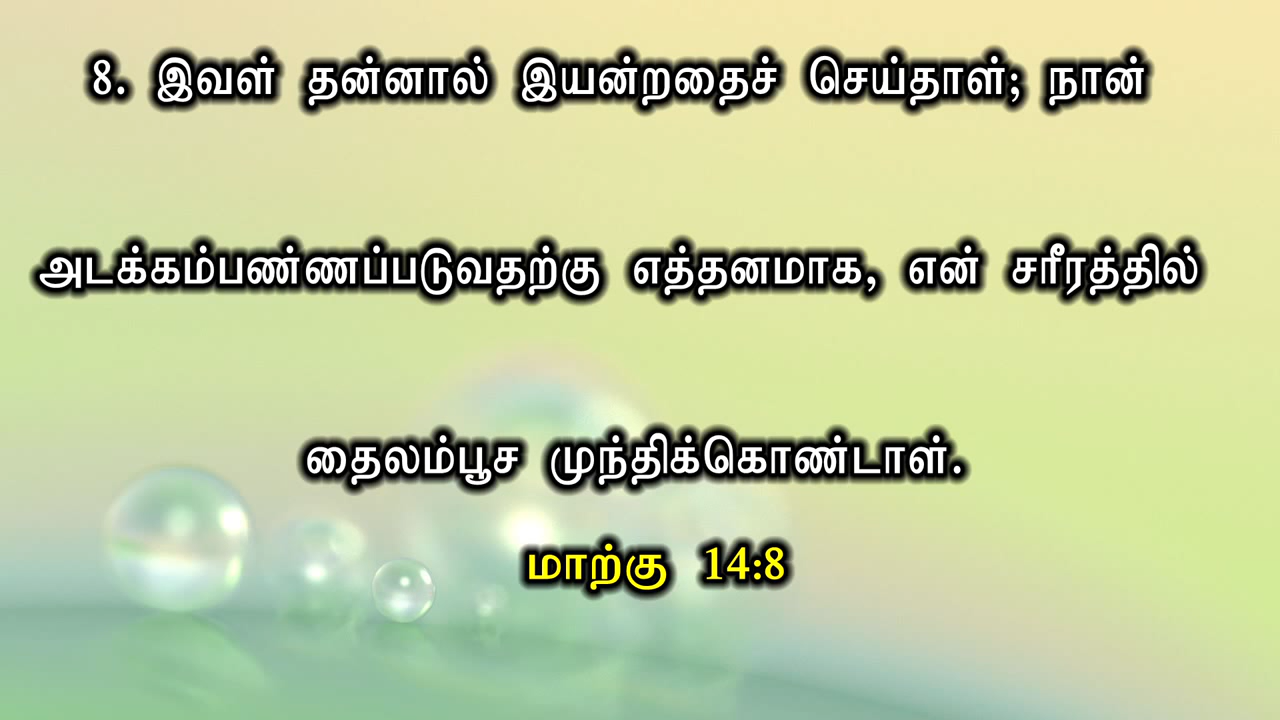 8. இவள் தன்னால் இயன்றதைச் செய்தாள்; நான்
அடக்கம்பண்ணப்படுவதற்கு எத்தனமாக, என் சரீரத்தில்
தைலம்பூச முந்திக்கொண்டாள்.
மாற்கு 14:8